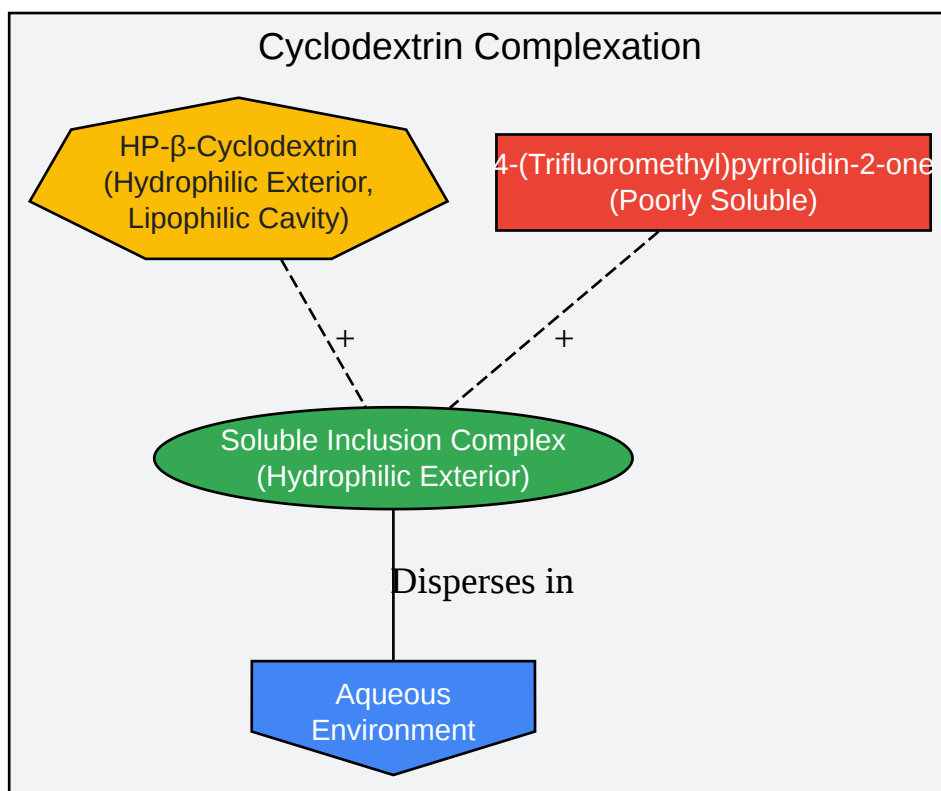 Cyclodextrin Complexation
HP-β-Cyclodextrin
(Hydrophilic Exterior,
Lipophilic Cavity)
4-(Trifluoromethyl)pyrrolidin-2-one
(Poorly Soluble)
+
+
Soluble Inclusion Complex
(Hydrophilic Exterior)
Disperses in
Aqueous
Environment